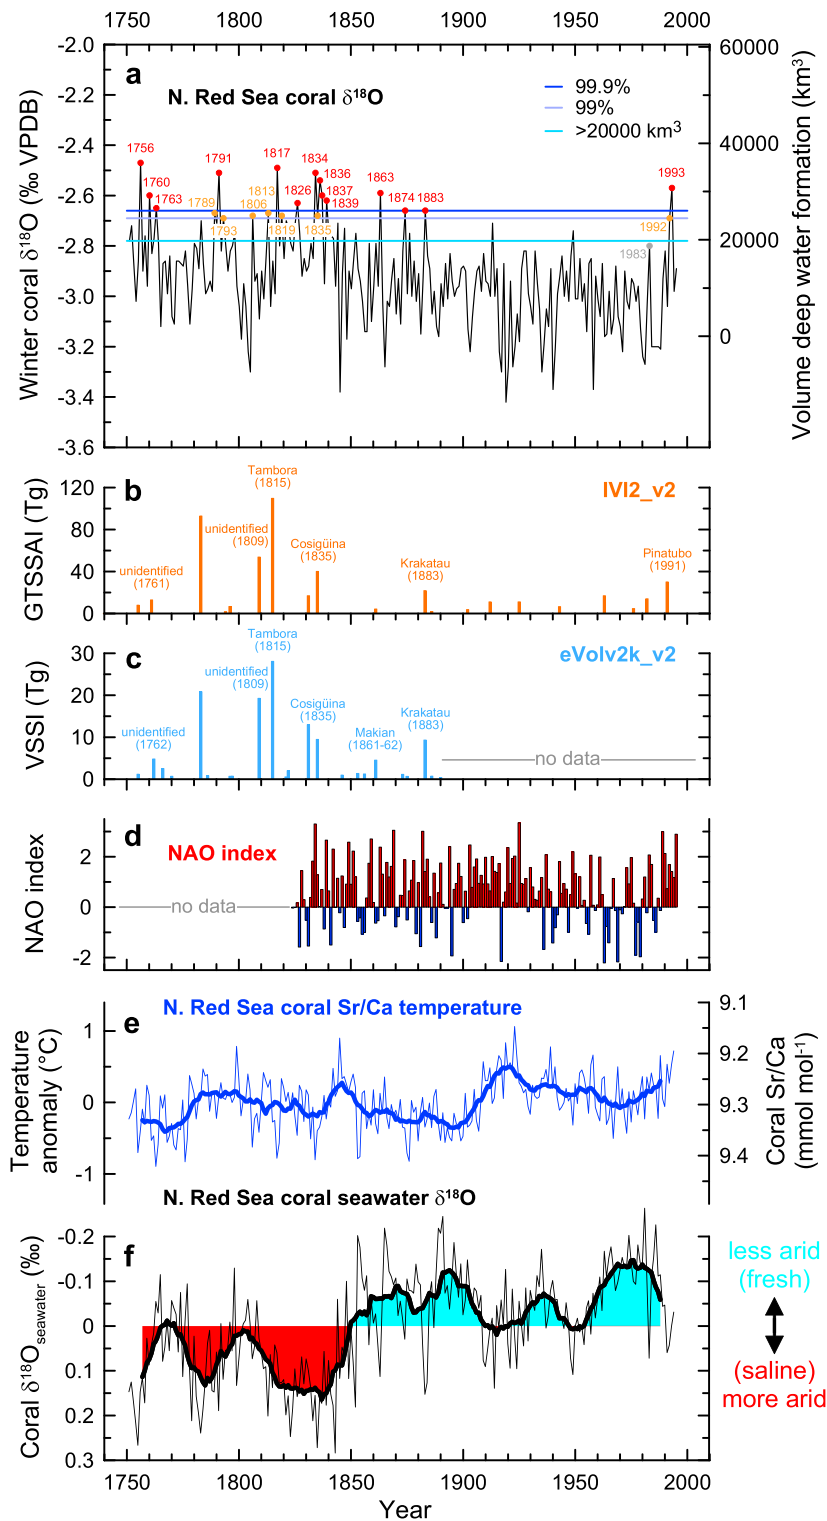 1750 1800 1850 1900 1950 2000
a
N. Red Sea coral δ¹⁸O
99.9%
99%
>20000 km³
-2.0
-2.2
-2.4
-2.6
-2.8
-3.0
-3.2
-3.4
-3.6
Winter coral δ¹⁸O (‰ VPDB)
60000
40000
20000
0
Volume deep water formation (km³)
1756
1760
1763
1789
1791
1793
1806
1813
1817
1819
1826
1834
1835
1836
1837
1839
1863
1874
1883
1983
1992
1993
b
IVI2_v2
120
80
40
0
GTSSAI (Tg)
unidentified
(1761)
unidentified
(1809)
Tambora
(1815)
Cosigüina
(1835)
Krakatau
(1883)
Pinatubo
(1991)
c
eVolv2k_v2
30
20
10
0
VSSI (Tg)
unidentified
(1762)
unidentified
(1809)
Tambora
(1815)
Cosigüina
(1835)
Makian
(1861-62)
Krakatau
(1883)
no data
d
NAO index
2
0
-2
NAO index
no data
e
N. Red Sea coral Sr/Ca temperature
1
0
-1
Temperature
anomaly (°C)
9.1
9.2
9.3
9.4
Coral Sr/Ca
(mmol mol⁻¹)
N. Red Sea coral seawater δ¹⁸O
f
-0.2
-0.10
0
0.1
0.2
0.3
Coral δ¹⁸Oseawater (‰)
less arid
(fresh)
(saline)
more arid
1750 1800 1850 1900 1950 2000
Year